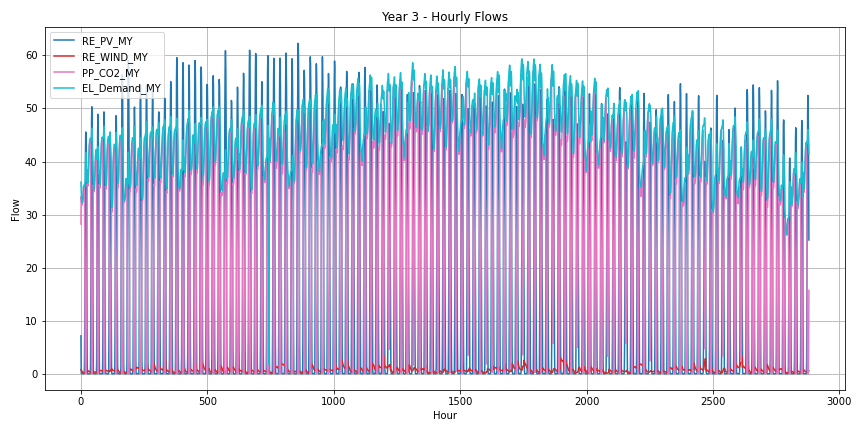 Year 3 - Hourly Flows
RE_PV_MY
RE_WIND_MY
PP_CO2_MY
EL_Demand_MY
60
50
40
30
20
10
0
Flow
0
500
1000
1500
2000
2500
3000
Hour